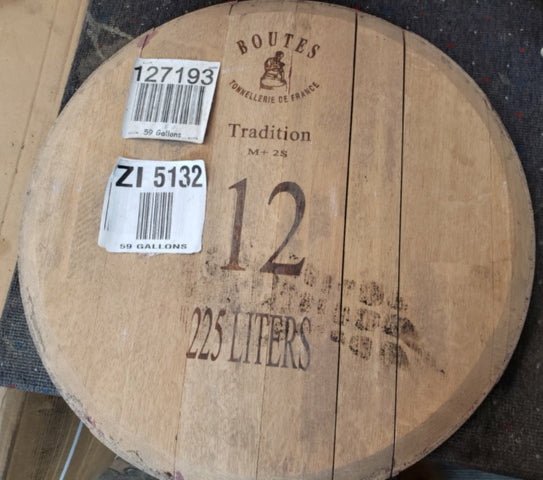 BOUTES
TONNELLERIE DE FRANCE
127193
59 Gallons
Tradition
M+ 2S
ZI 5132
59 GALLONS
12
225 LITERS